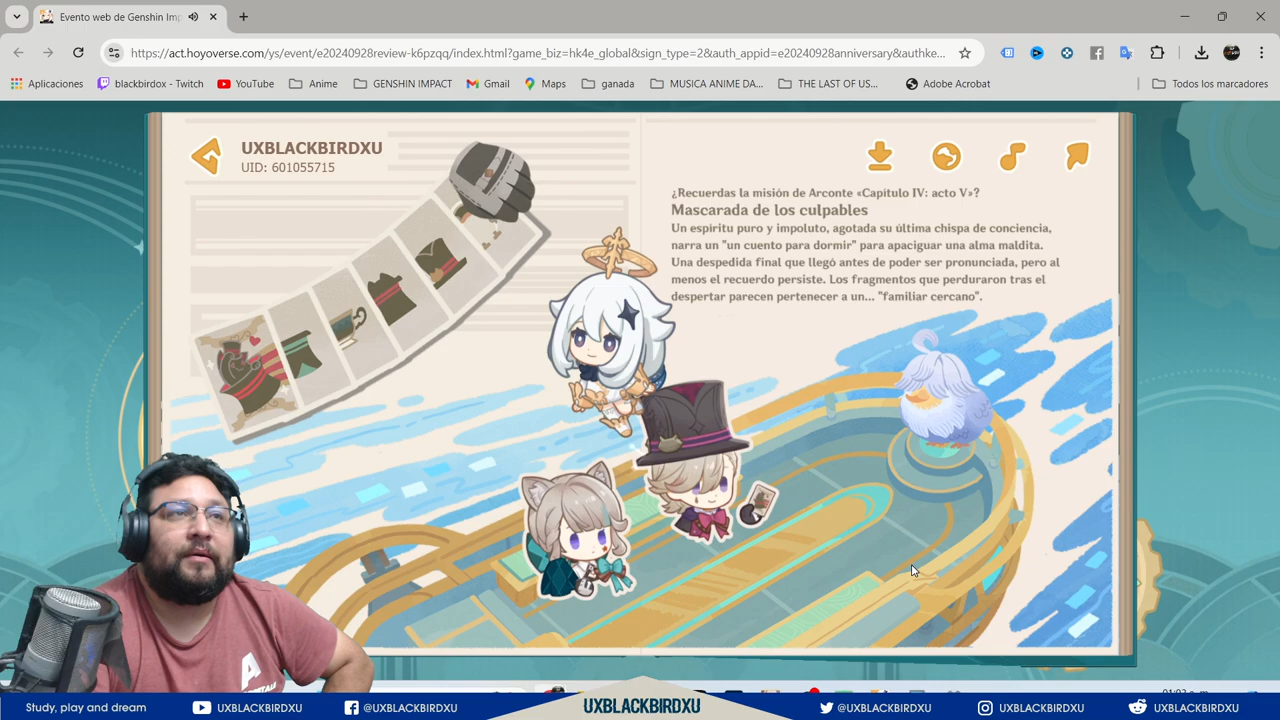 Evento web de Genshin Imp
https://act.hoyoverse.com/ys/event/e20240928review-k6pzqq/index.html?game_biz=hk4e_global&sign_type=2&auth_appid=e20240928anniversary&authke...
Aplicaciones
blackbirdox - Twitch
YouTube
Anime
GENSHIN IMPACT
Gmail
Maps
ganada
MUSICA ANIME DA...
THE LAST OF US...
Adobe Acrobat
Todos los marcadores
UXBLACKBIRDXU
UID: 601055715
¿Recuerdas la misión de Arconte «Capítulo IV: acto V»?
Mascarada de los culpables
Un espíritu puro y impoluto, agotada su última chispa de conciencia,
narra un "un cuento para dormir" para apaciguar una alma maldita.
Una despedida final que llegó antes de poder ser pronunciada, pero al
menos el recuerdo persiste. Los fragmentos que perduraron tras el
despertar parecen pertenecer a un... "familiar cercano".
Study, play and dream
UXBLACKBIRDXU
@UXBLACKBIRDXU
UXBLACKBIRDXU
@UXBLACKBIRDXU
UXBLACKBIRDXU
UXBLACKBIRDXU